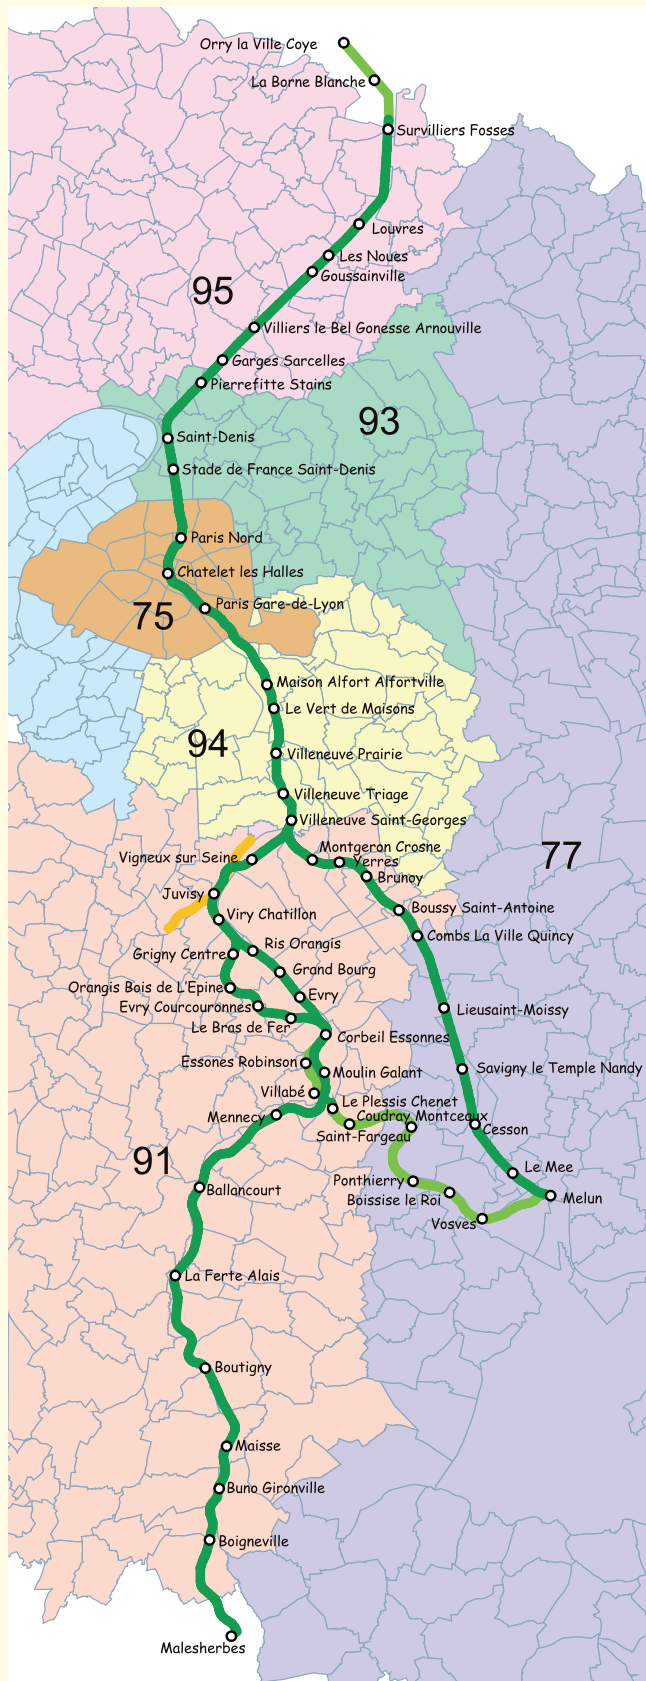 Orry la Ville Coye
La Borne Blanche
Survilliers Fosses
Louvres
Les Noues
Goussainville
95
Villiers le Bel Gonesse Arnouville
Garges Sarcelles
Pierrefitte Stains
93
Saint-Denis
Stade de France Saint-Denis
Paris Nord
Chatelet les Halles
Paris Gare-de-Lyon
75
Maison Alfort Alfortville
Le Vert de Maisons
94
Villeneuve Prairie
Villeneuve Triage
Villeneuve Saint-Georges
Montgeron Crosne
77
Vigneux sur Seine
Yerres
Brunoy
Juvisy
Boussy Saint-Antoine
Viry Chatillon
Combs La Ville Quincy
Ris Orangis
Grigny Centre
Grand Bourg
Orangis Bois de L'Epine
Evry
Evry Courcouronnes
Lieusaint-Moissy
Le Bras de Fer
Corbeil Essonnes
Essones Robinson
Moulin Galant
Savigny le Temple Nandy
Villabé
Le Plessis Chenet
Mennecy
Coudray Montceaux
Cesson
Saint-Fargeau
91
Le Mee
Ponthierry
Ballancourt
Boissise le Roi
Melun
Vosves
La Ferte Alais
Boutigny
Maisse
Buno Gironville
Boigneville
Malesherbes